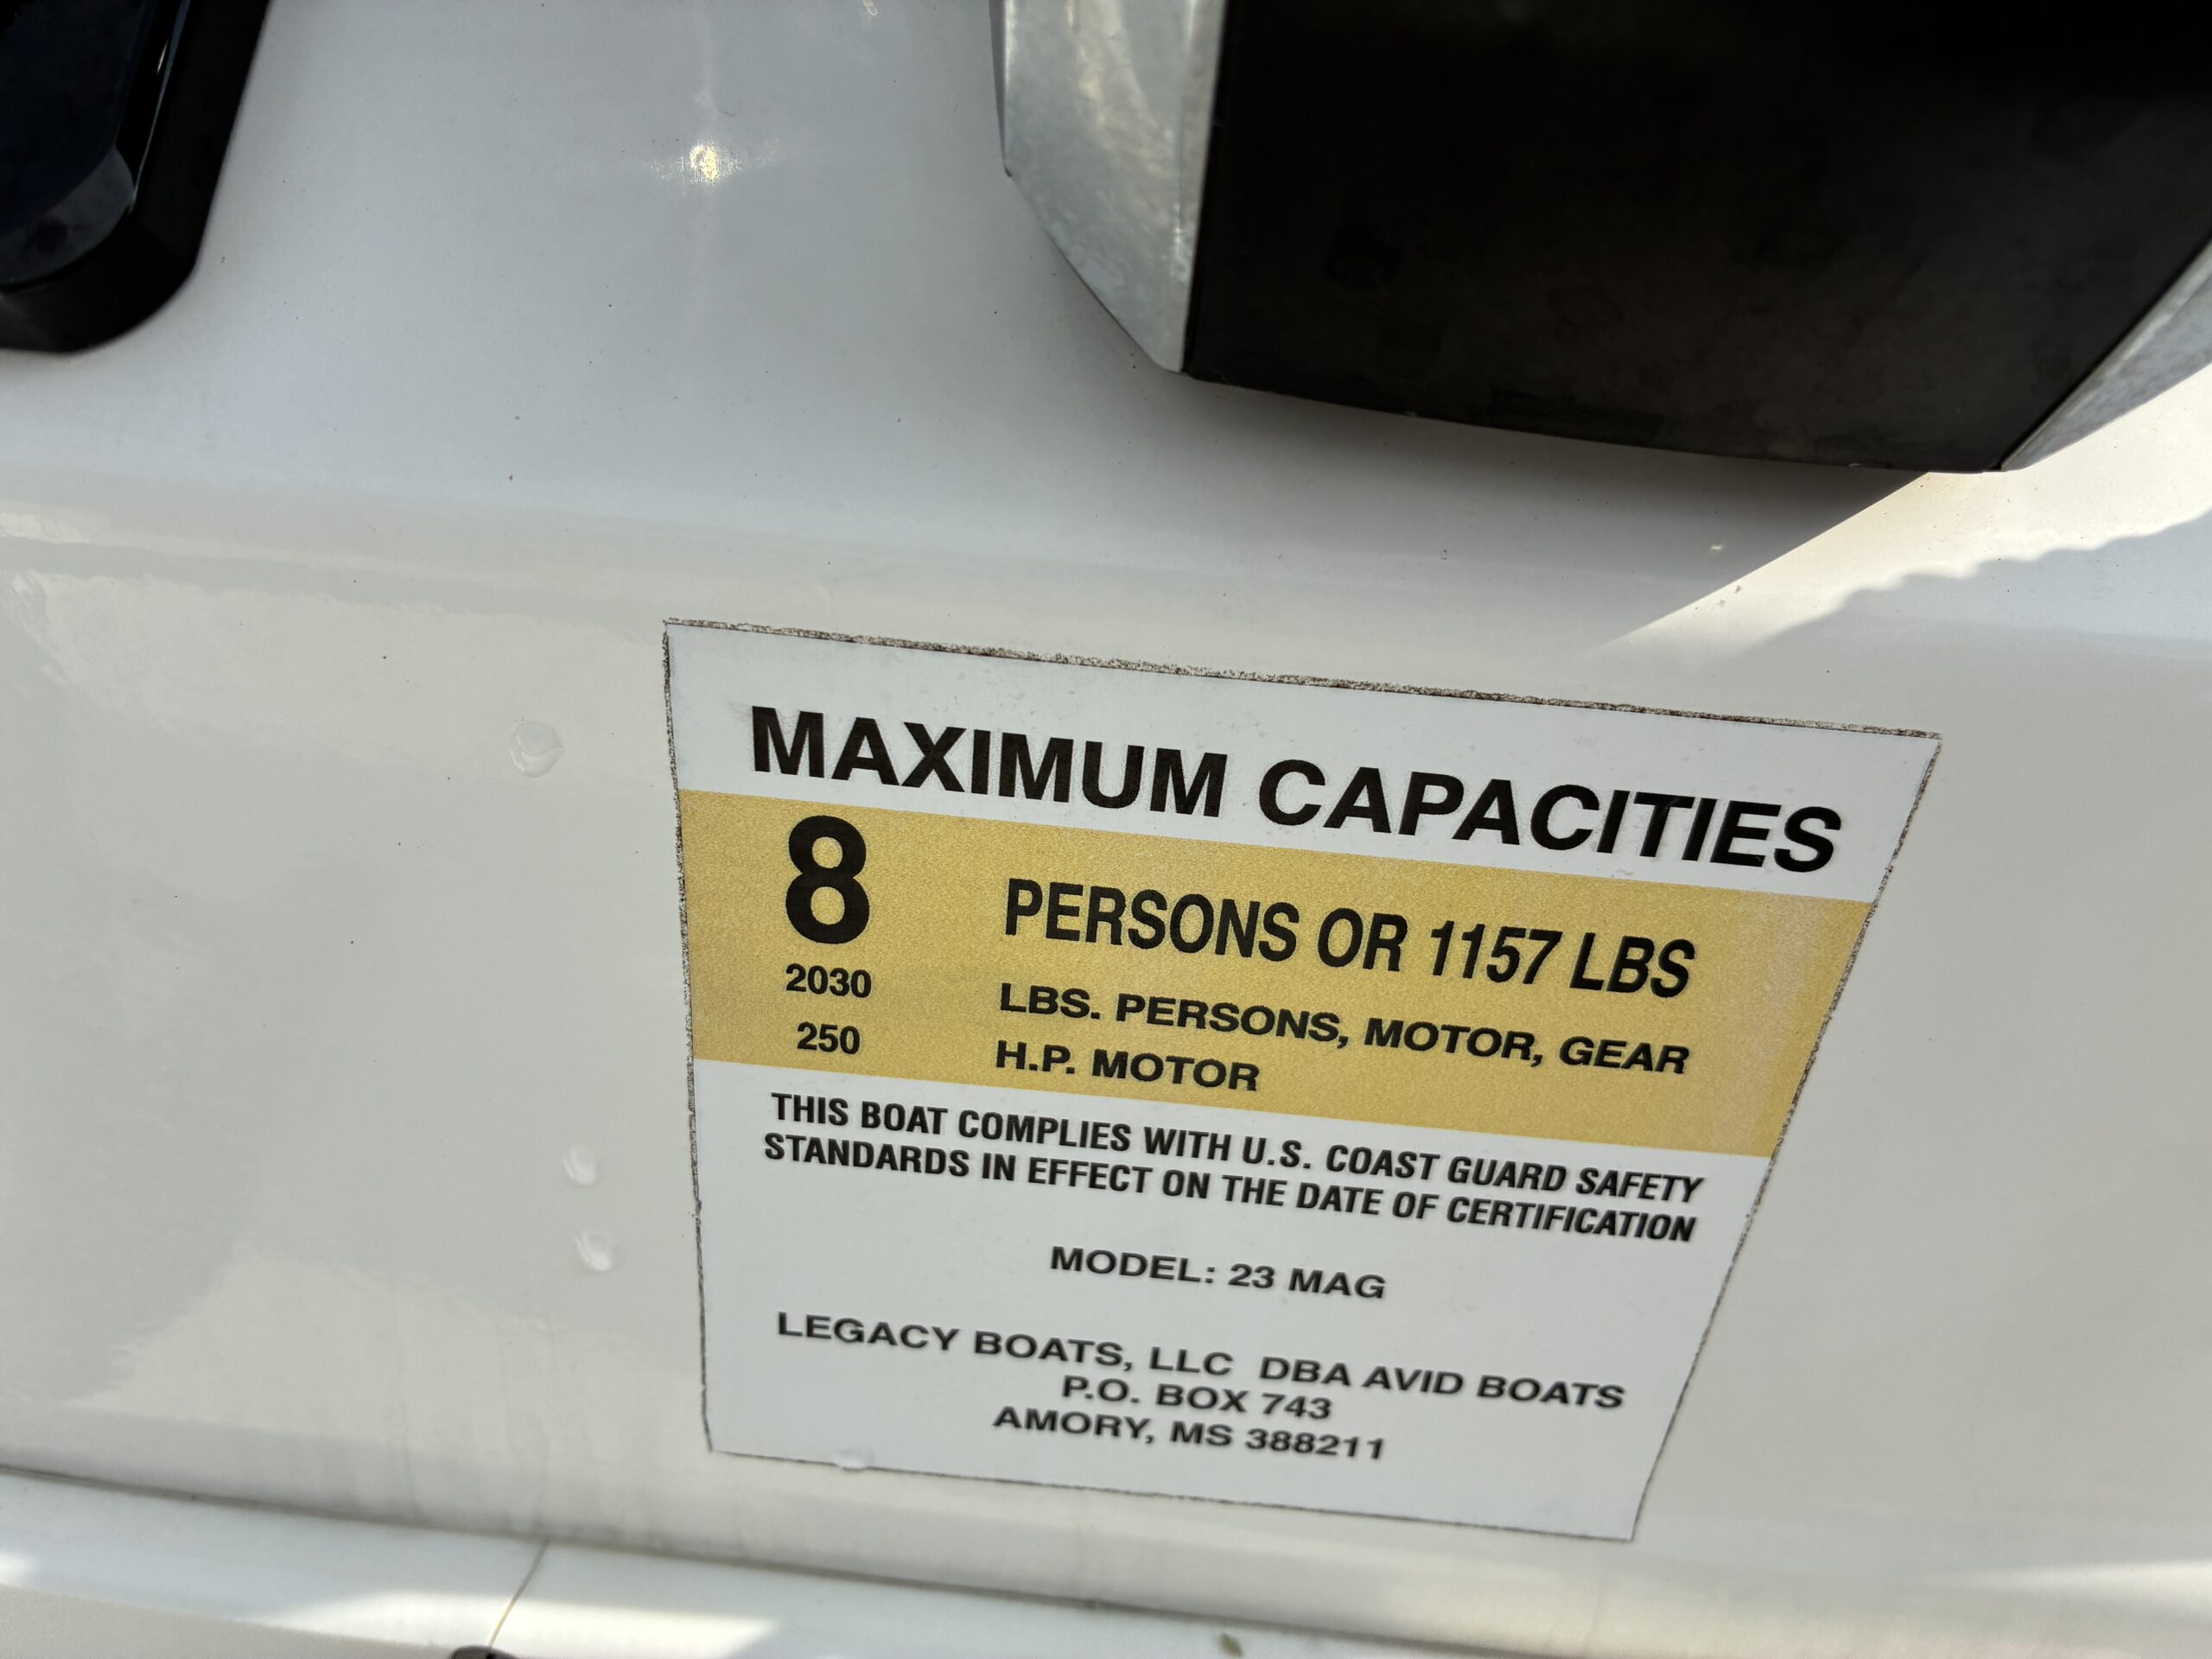 MAXIMUM CAPACITIES
8 PERSONS OR 1157 LBS
2030 LBS. PERSONS, MOTOR, GEAR
250 H.P. MOTOR
THIS BOAT COMPLIES WITH U.S. COAST GUARD SAFETY
STANDARDS IN EFFECT ON THE DATE OF CERTIFICATION
MODEL: 23 MAG
LEGACY BOATS, LLC DBA AVID BOATS
P.O. BOX 743
AMORY, MS 388211